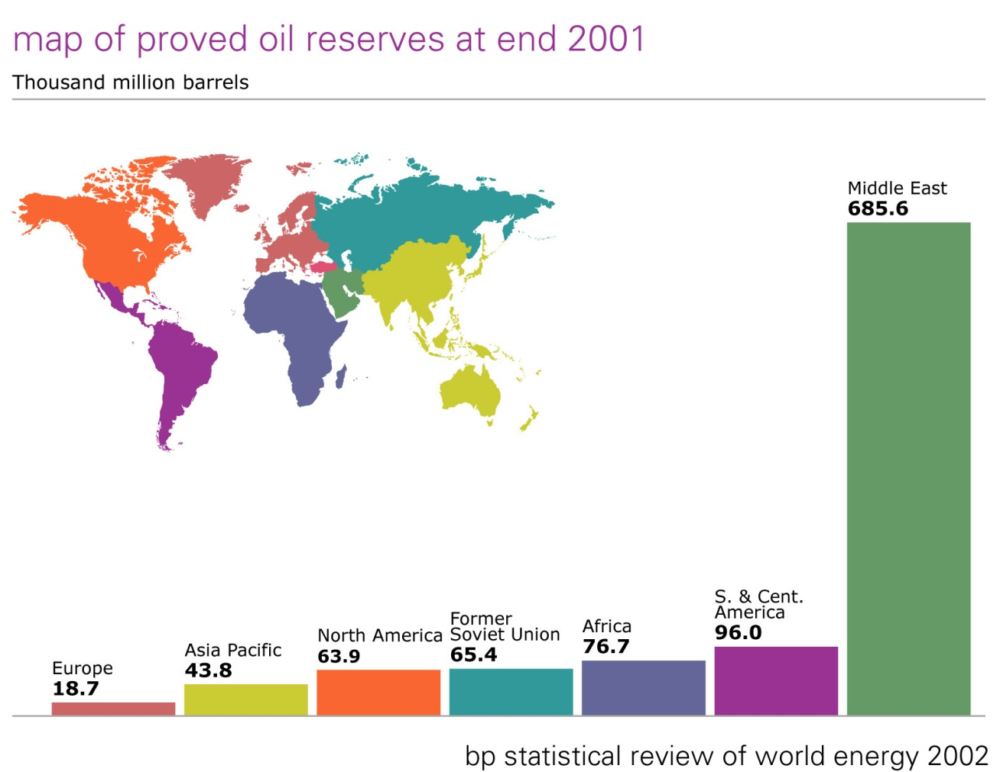 map of proved oil reserves at end 2001
Thousand million barrels
Middle East
685.6
S. & Cent.
America
96.0
Former
Soviet Union
65.4
Africa
76.7
North America
63.9
Asia Pacific
43.8
Europe
18.7
bp statistical review of world energy 2002